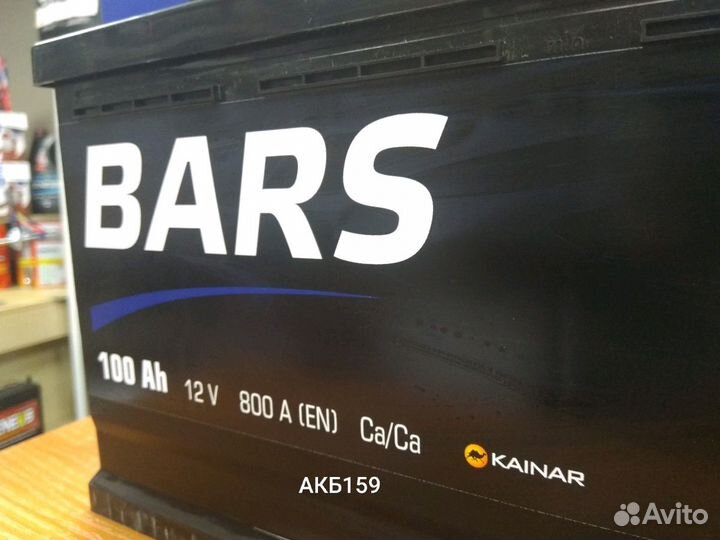 BARS
100 Ah 12 V 800 A (EN) Ca/Ca
KAINAR
АКБ159
Avito